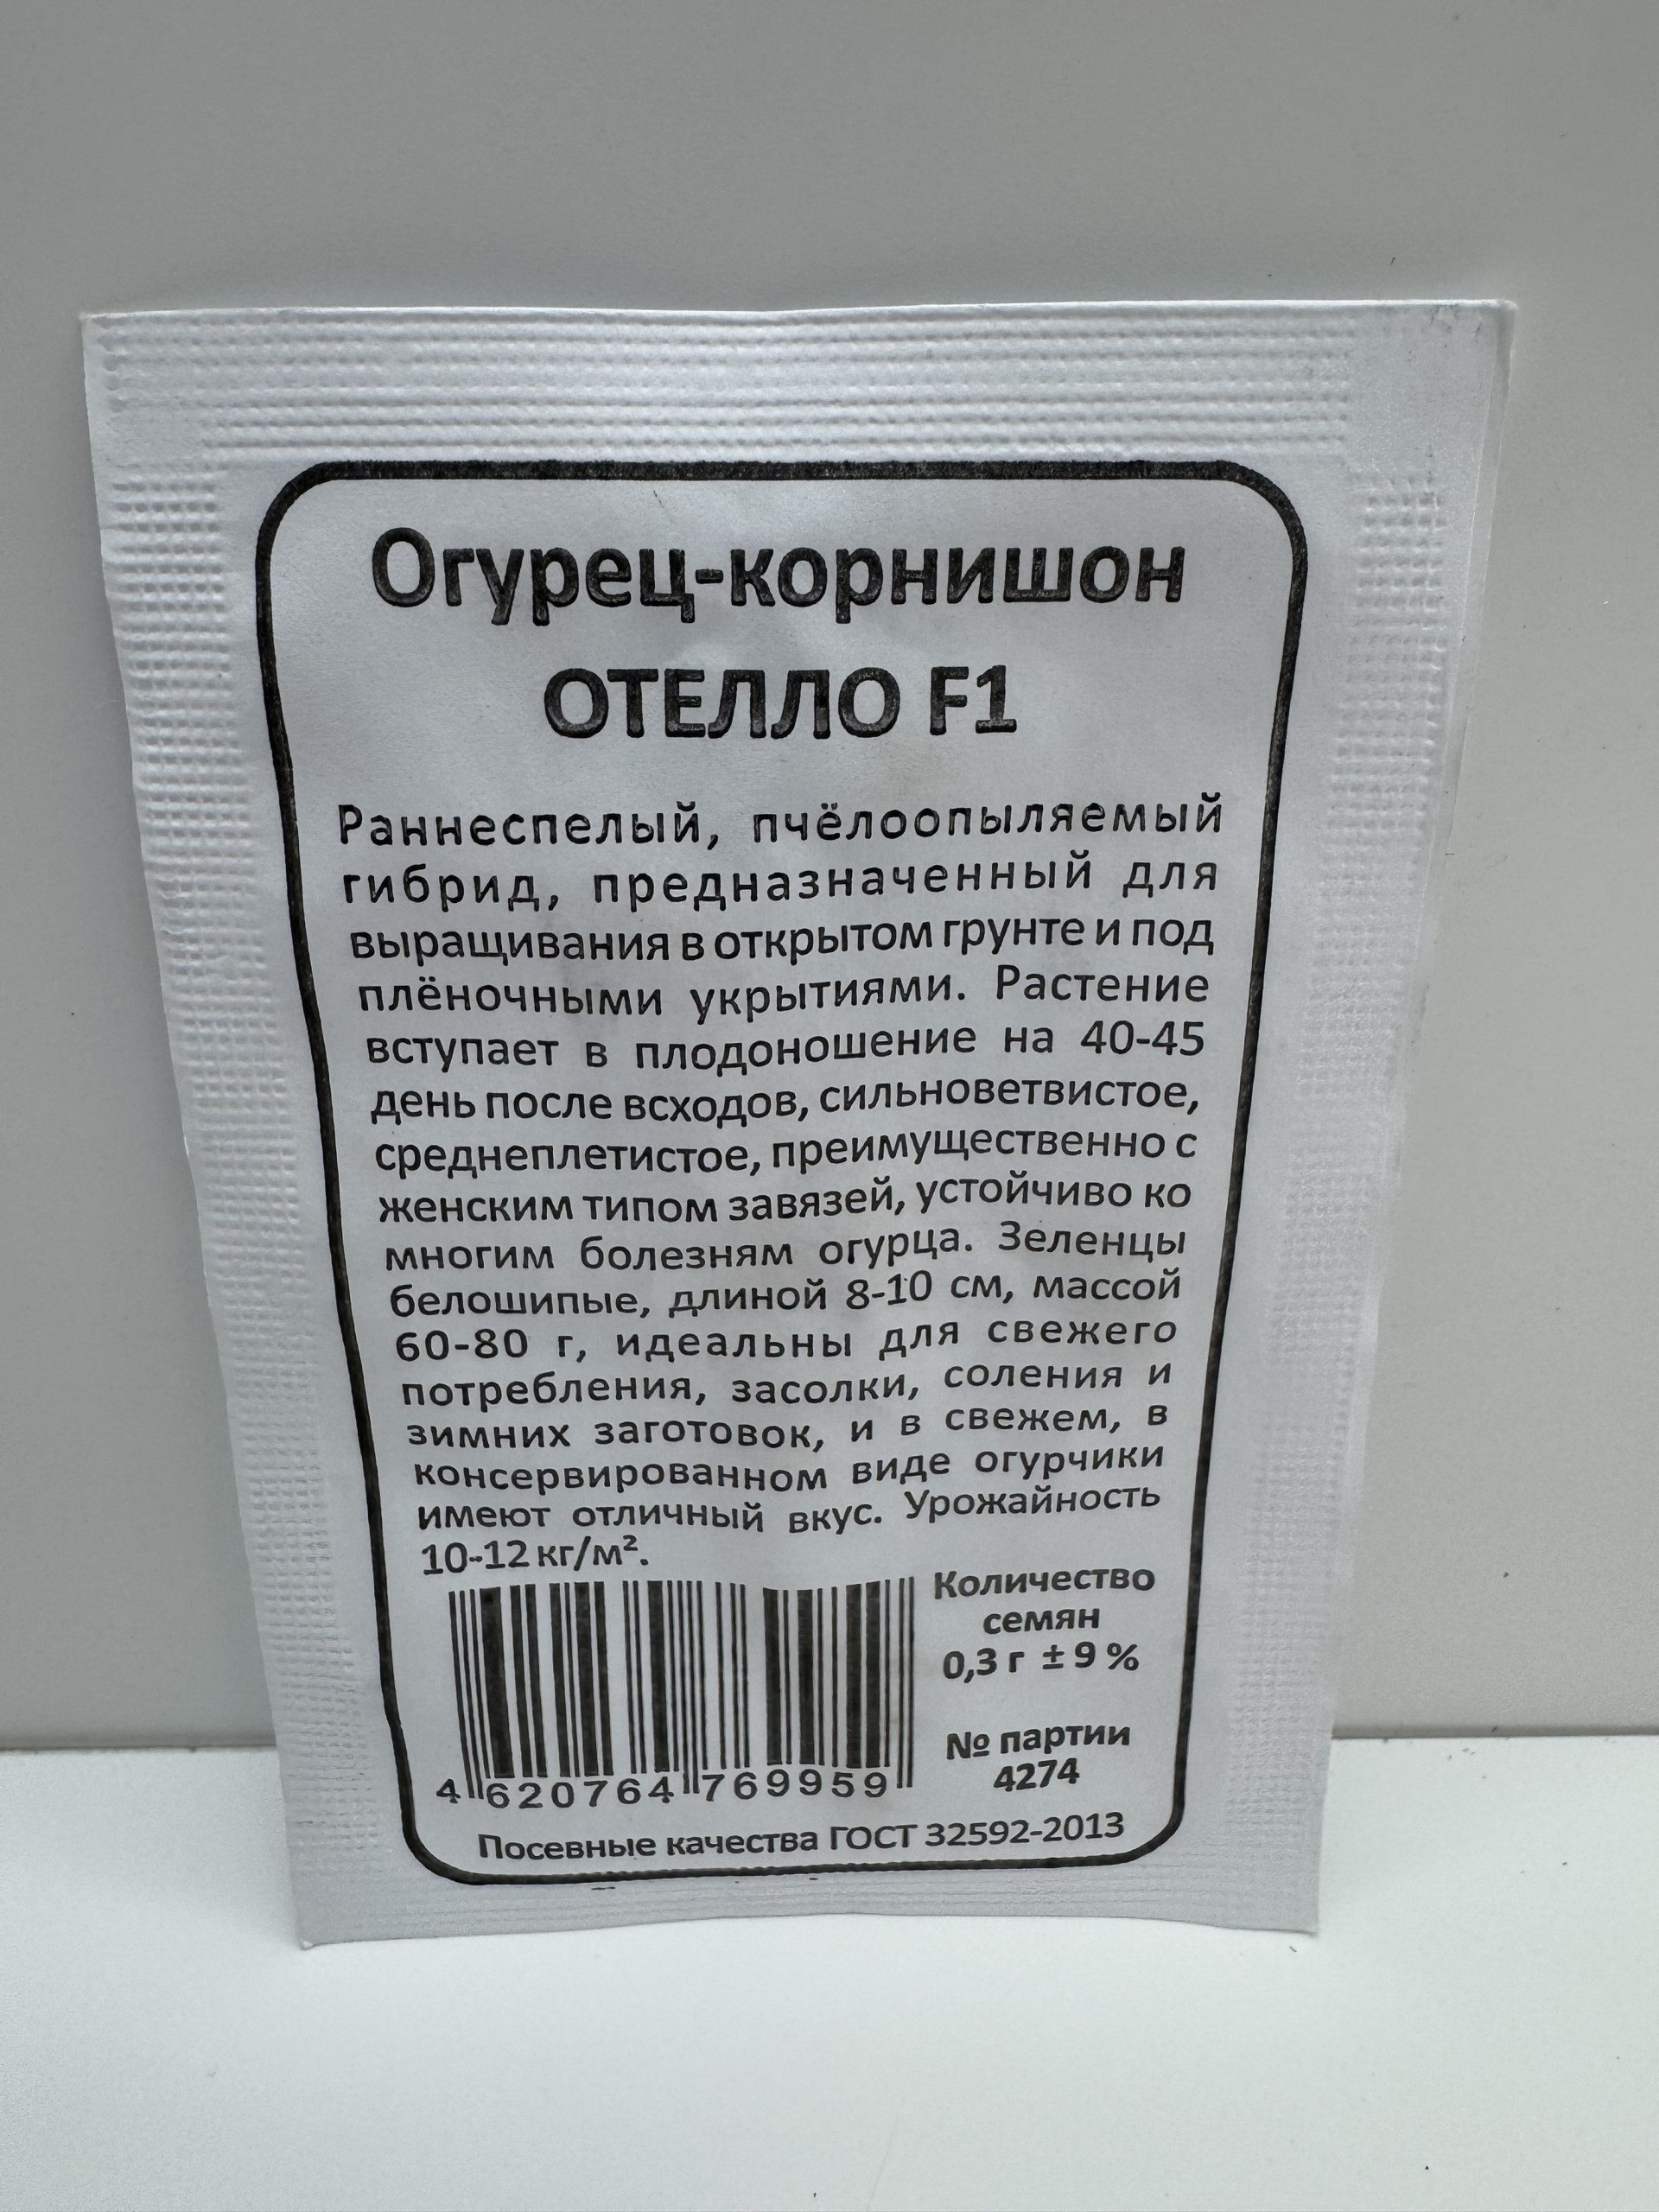 Огурец-корнишон
ОТЕЛЛО F1
Раннеспелый, пчёлоопыляемый
гибрид, предназначенный для
выращивания в открытом грунте и под
плёночными укрытиями. Растение
вступает в плодоношение на 40-45
день после всходов, сильноветвистое,
среднеплетистое, преимущественно с
женским типом завязей, устойчиво ко
многим болезням огурца. Зеленцы
белошипые, длиной 8-10 см, массой
60-80 г, идеальны для свежего
потребления, засолки, соления и
зимних заготовок, и в свежем, в
консервированном виде огурчики
имеют отличный вкус. Урожайность
10-12 кг/м².
Количество
семян
0,3 г ± 9 %
№ партии
4274
4 620764 769959
Посевные качества ГОСТ 32592-2013